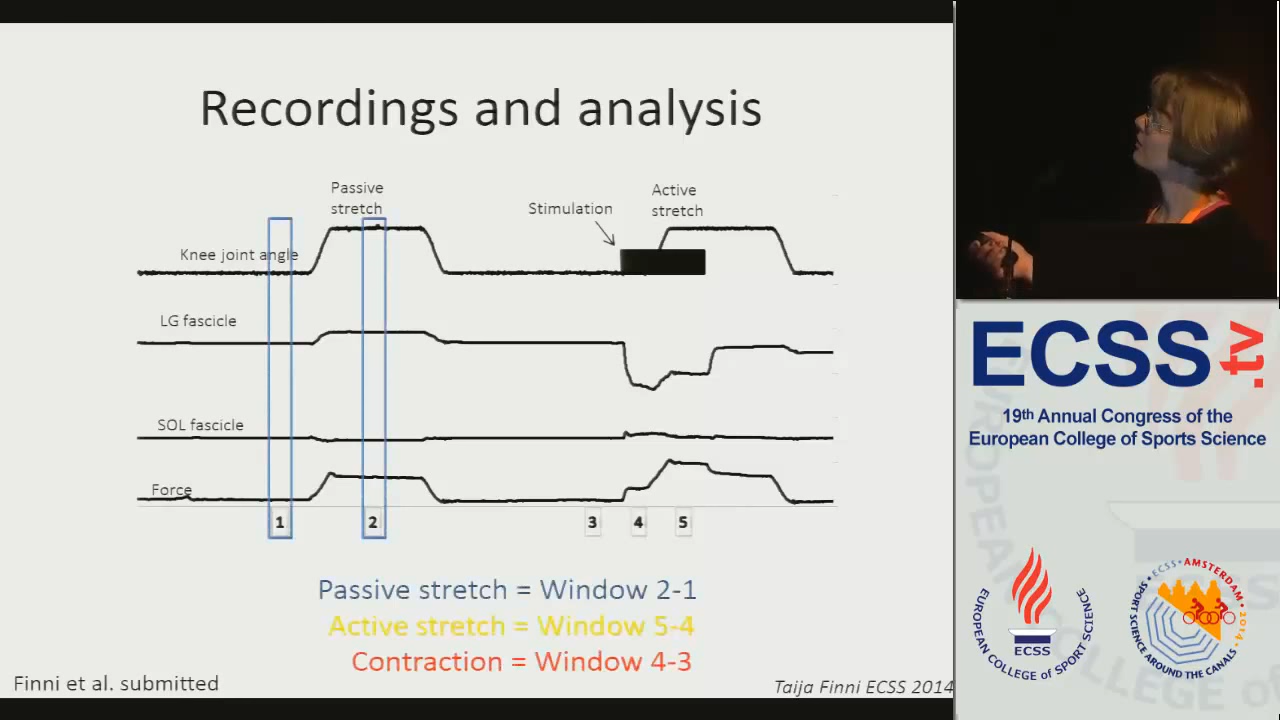 Recordings and analysis
Passive
stretch
Stimulation
Active
stretch
Knee joint angle
LG fascicle
SOL fascicle
Force
1
2
3
4
5
Passive stretch = Window 2-1
Active stretch = Window 5-4
Contraction = Window 4-3
Finni et al. submitted
Taija Finni ECSS 2014
ECSS.tv
19th Annual Congress of the
European College of Sports Science
EUROPEAN COLLEGE OF SPORT SCIENCE
ECSS
·ECSS·AMSTERDAM·2014·
SPORT SCIENCE AROUND THE CANALS